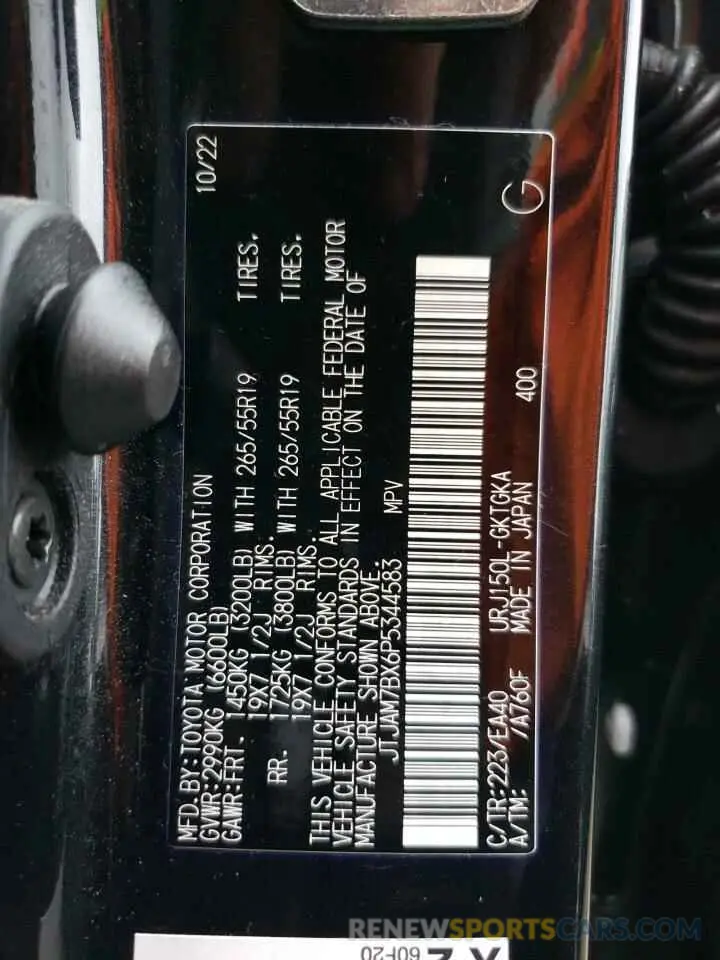 MFD. BY: TOYOTA MOTOR CORPORATION 10/22
GVWR: 2990KG (6600LB)
GAWR: FRT. 1450KG (3200LB) WITH 265/55R19 TIRES.
19X7 1/2J RIMS.
RR. 1725KG (3800LB) WITH 265/55R19 TIRES.
19X7 1/2J RIMS.
THIS VEHICLE CONFORMS TO ALL APPLICABLE FEDERAL MOTOR
VEHICLE SAFETY STANDARDS IN EFFECT ON THE DATE OF
MANUFACTURE SHOWN ABOVE.
JTJAM7BX6P5344583 MPV
C/TR: 223/EA40 URJ150L-GKTGKA 400 G
A/TM: /A760F MADE IN JAPAN
60F20
RENEWSPORTSCARS.COM